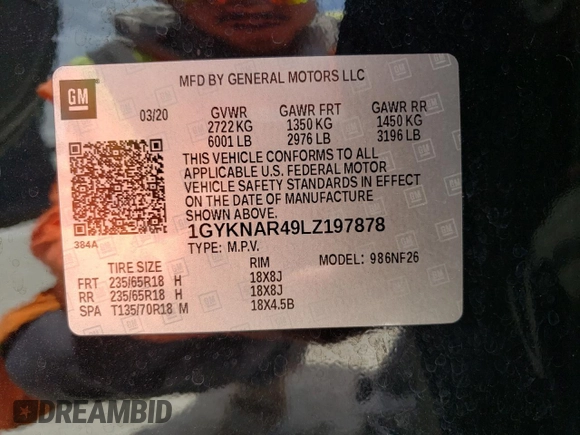 GM
MFD BY GENERAL MOTORS LLC
03/20
GVWR GAWR FRT GAWR RR
2722 KG 1350 KG 1450 KG
6001 LB 2976 LB 3196 LB
THIS VEHICLE CONFORMS TO ALL
APPLICABLE U.S. FEDERAL MOTOR
VEHICLE SAFETY STANDARDS IN EFFECT
ON THE DATE OF MANUFACTURE
SHOWN ABOVE.
384A
1GYKNAR49LZ197878
TYPE: M.P.V.
MODEL: 986NF26
TIRE SIZE RIM
FRT 235/65R18 H 18X8J
RR 235/65R18 H 18X8J
SPA T135/70R18 M 18X4.5B
DREAMBID